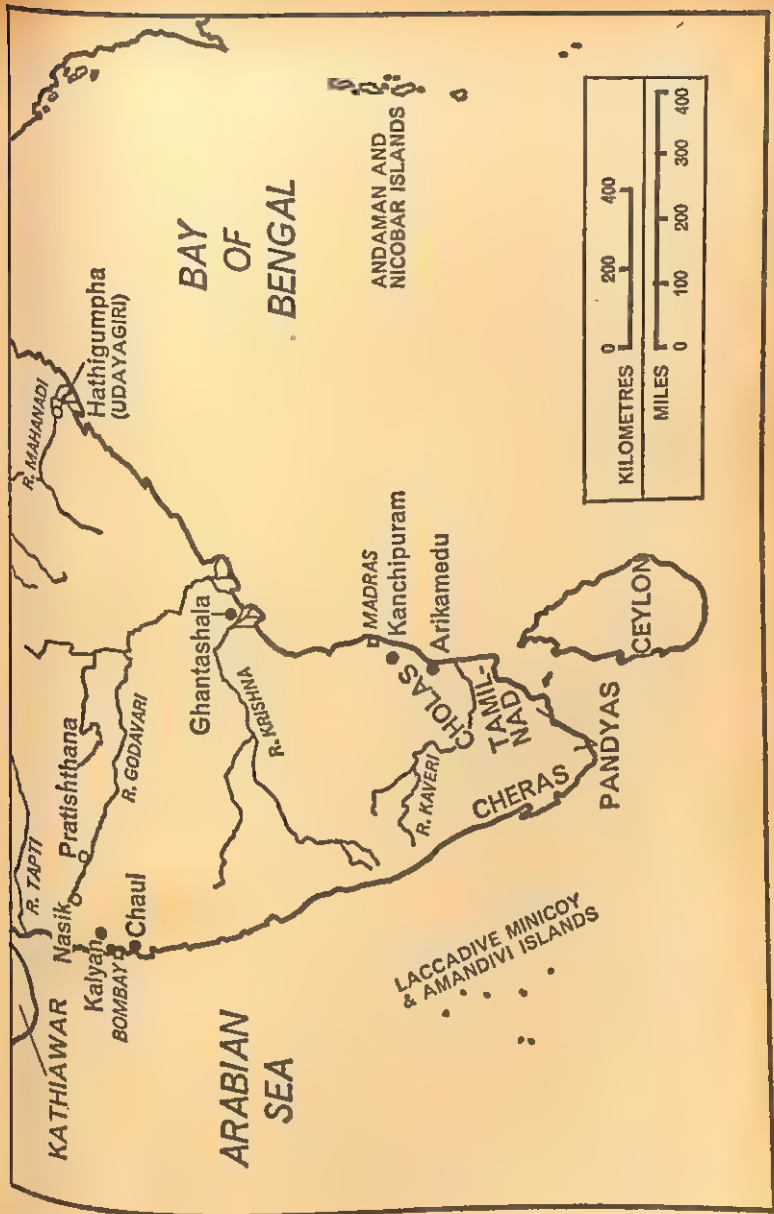 KATHIAWAR
R. TAPTI
Nasik
Pratishthana
Kalyan
BOMBAY
Chaul
R. GODAVARI
R. MAHANADI
Hathigumpha
(UDAYAGIRI)
Ghantashala
R. KRISHNA
ARABIAN
SEA
BAY
OF
BENGAL
MADRAS
Kanchipuram
Arikamedu
CHOLAS
R. KAVERI
TAMIL-
NAD
CHERAS
PANDYAS
CEYLON
LACCADIVE MINICOY
& AMANDIVI ISLANDS
ANDAMAN AND
NICOBAR ISLANDS
KILOMETRES 0 200 400
MILES 0 100 200 300 400